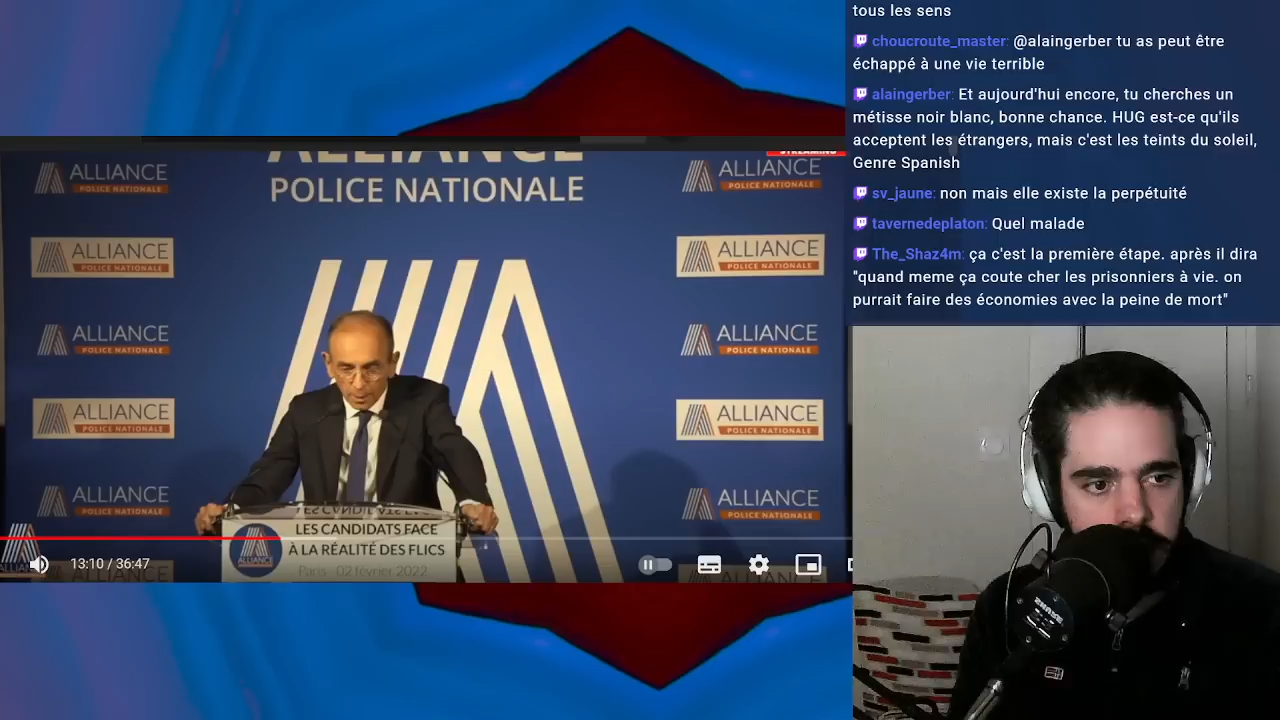 tous les sens
choucroute_master: @alaingerber tu as peut être
échappé à une vie terrible
alaingerber: Et aujourd'hui encore, tu cherches un
métisse noir blanc, bonne chance. HUG est-ce qu'ils
acceptent les étrangers, mais c'est les teints du soleil,
Genre Spanish
sv_jaune: non mais elle existe la perpétuité
tavernedeplaton: Quel malade
The_Shaz4m: ça c'est la première étape. après il dira
"quand meme ça coute cher les prisonniers à vie. on
purrait faire des économies avec la peine de mort"
STREAMING
ALLIANCE
POLICE NATIONALE
ALLIANCE
POLICE NATIONALE
ALLIANCE
POLICE NATIONALE
ALLIANCE
POLICE NATIONALE
ALLIANCE
POLICE NATIONALE
ALLIANCE
POLICE NATIONALE
ALLIANCE
POLICE NATIONALE
ALLIANCE
POLICE NATIONALE
ALLIANCE
POLICE NATIONALE
ALLIANCE
POLICE NATIONALE
ALLIANCE
POLICE NATIONALE
LES CANDIDATS FACE
À LA RÉALITÉ DES FLICS
Paris - 02 février 2022
ALLIANCE
13:10 / 36:47